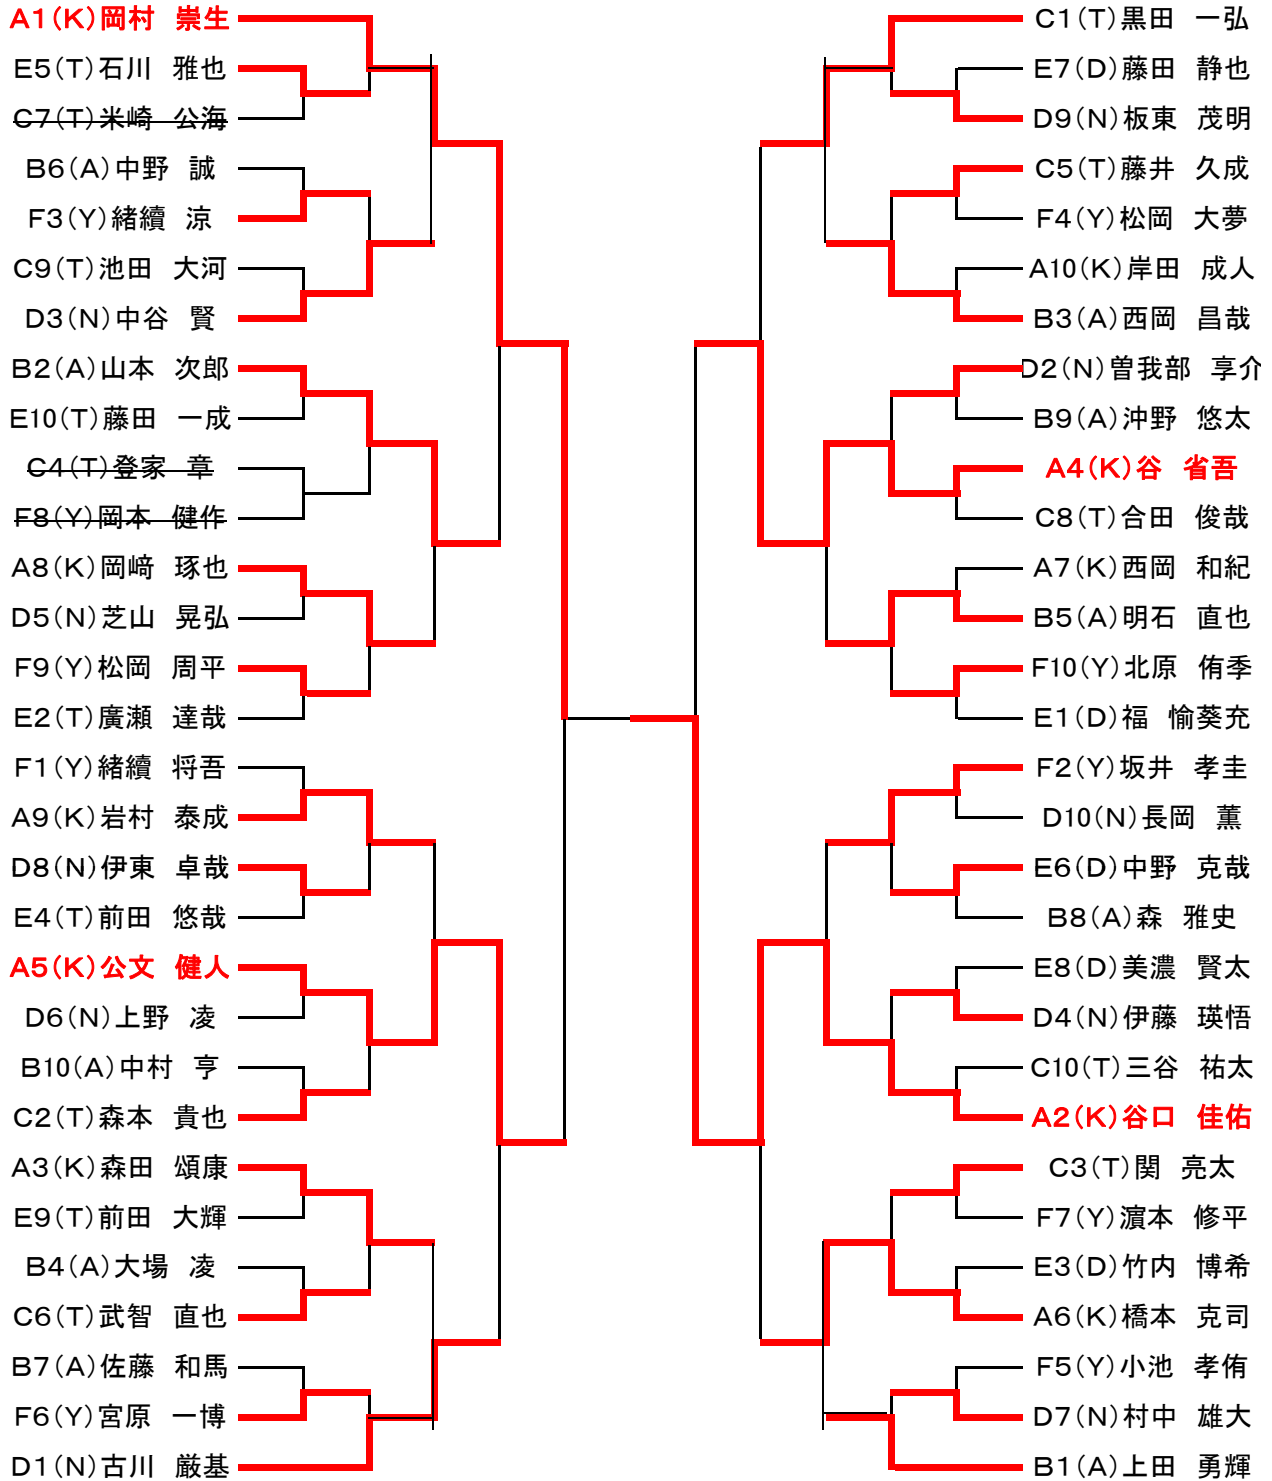 A1(K)岡村 崇生
E5(T)石川 雅也
C7(T)米崎 公海
B6(A)中野 誠
F3(Y)緒續 涼
C9(T)池田 大河
D3(N)中谷 賢
B2(A)山本 次郎
E10(T)藤田 一成
C4(T)登家 章
F8(Y)岡本 健作
A8(K)岡﨑 琢也
D5(N)芝山 晃弘
F9(Y)松岡 周平
E2(T)廣瀬 達哉
F1(Y)緒續 将吾
A9(K)岩村 泰成
D8(N)伊東 卓哉
E4(T)前田 悠哉
A5(K)公文 健人
D6(N)上野 凌
B10(A)中村 亨
C2(T)森本 貴也
A3(K)森田 頌康
E9(T)前田 大輝
B4(A)大場 凌
C6(T)武智 直也
B7(A)佐藤 和馬
F6(Y)宮原 一博
D1(N)古川 厳基
C1(T)黒田 一弘
E7(D)藤田 静也
D9(N)板東 茂明
C5(T)藤井 久成
F4(Y)松岡 大夢
A10(K)岸田 成人
B3(A)西岡 昌哉
D2(N)曽我部 享介
B9(A)沖野 悠太
A4(K)谷 省吾
C8(T)合田 俊哉
A7(K)西岡 和紀
B5(A)明石 直也
F10(Y)北原 侑季
E1(D)福 愉葵充
F2(Y)坂井 孝圭
D10(N)長岡 薫
E6(D)中野 克哉
B8(A)森 雅史
E8(D)美濃 賢太
D4(N)伊藤 瑛悟
C10(T)三谷 祐太
A2(K)谷口 佳佑
C3(T)関 亮太
F7(Y)濵本 修平
E3(D)竹内 博希
A6(K)橋本 克司
F5(Y)小池 孝侑
D7(N)村中 雄大
B1(A)上田 勇輝